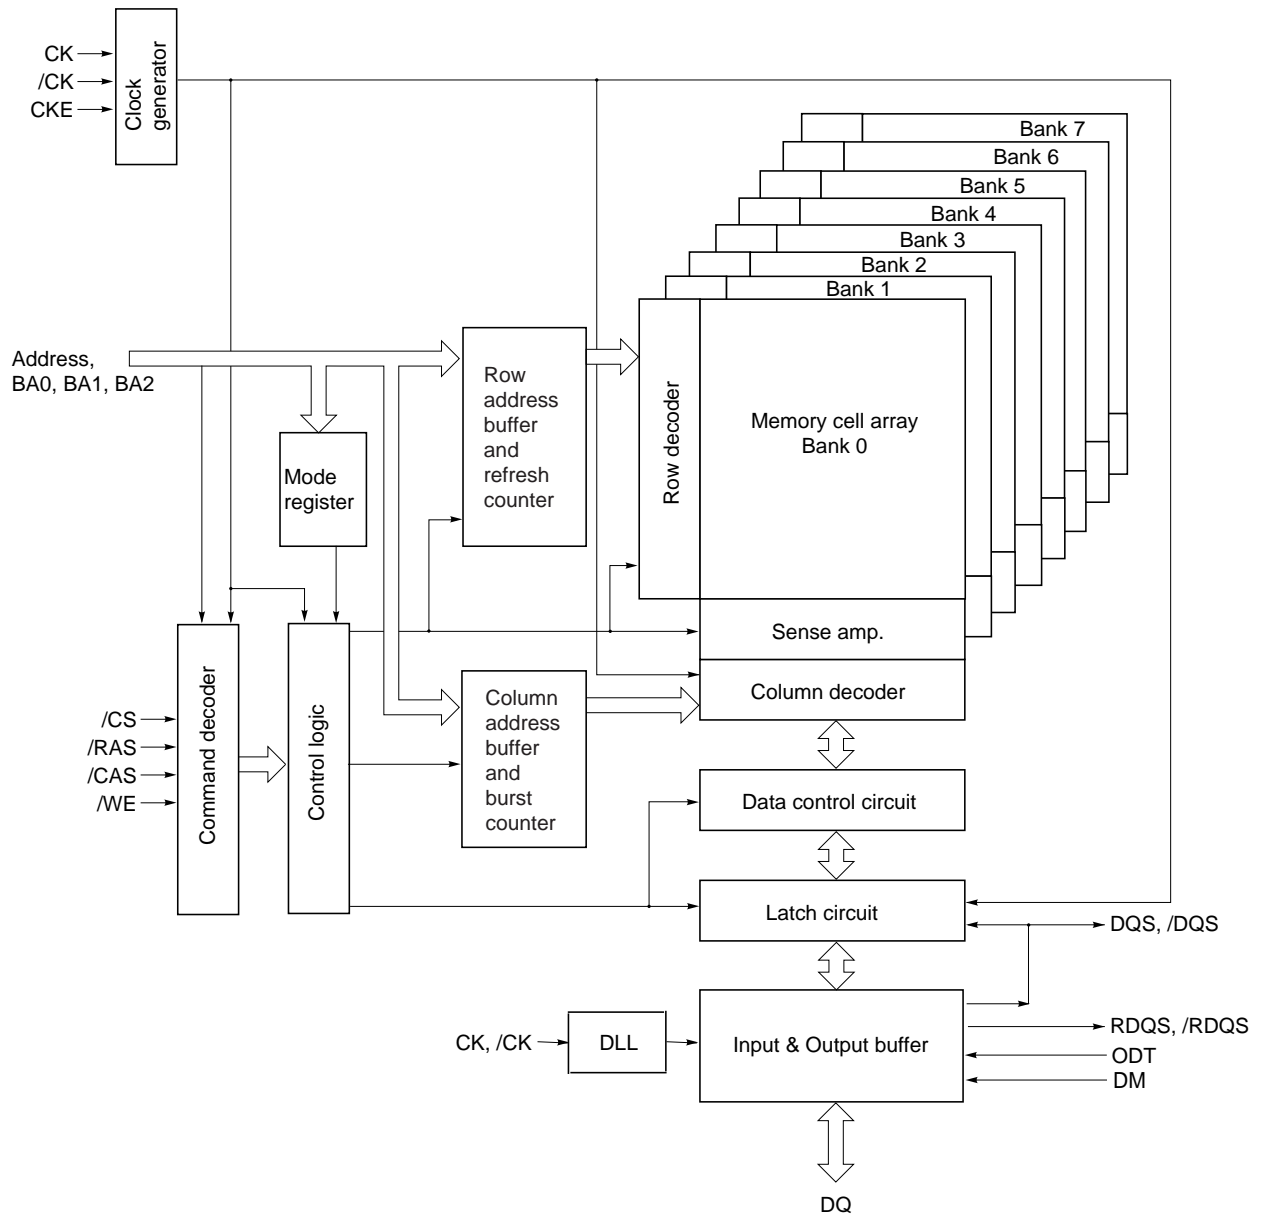 CK
/CK
CKE
Clock
generator
Bank 7
Bank 6
Bank 5
Bank 4
Bank 3
Bank 2
Bank 1
Address,
BA0, BA1, BA2
Mode
register
Row
address
buffer
and
refresh
counter
Row decoder
Memory cell array
Bank 0
Sense amp.
Column decoder
/CS
/RAS
/CAS
/WE
Command decoder
Control logic
Column
address
buffer
and
burst
counter
Data control circuit
Latch circuit
DQS, /DQS
CK, /CK
DLL
Input & Output buffer
RDQS, /RDQS
ODT
DM
DQ